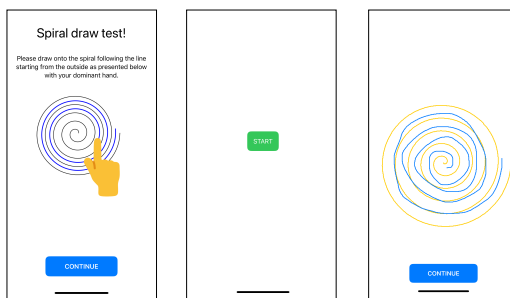 Spiral draw test!
Please draw onto the spiral following the line
starting from the outside as presented below
with your dominant hand.
CONTINUE
START
CONTINUE